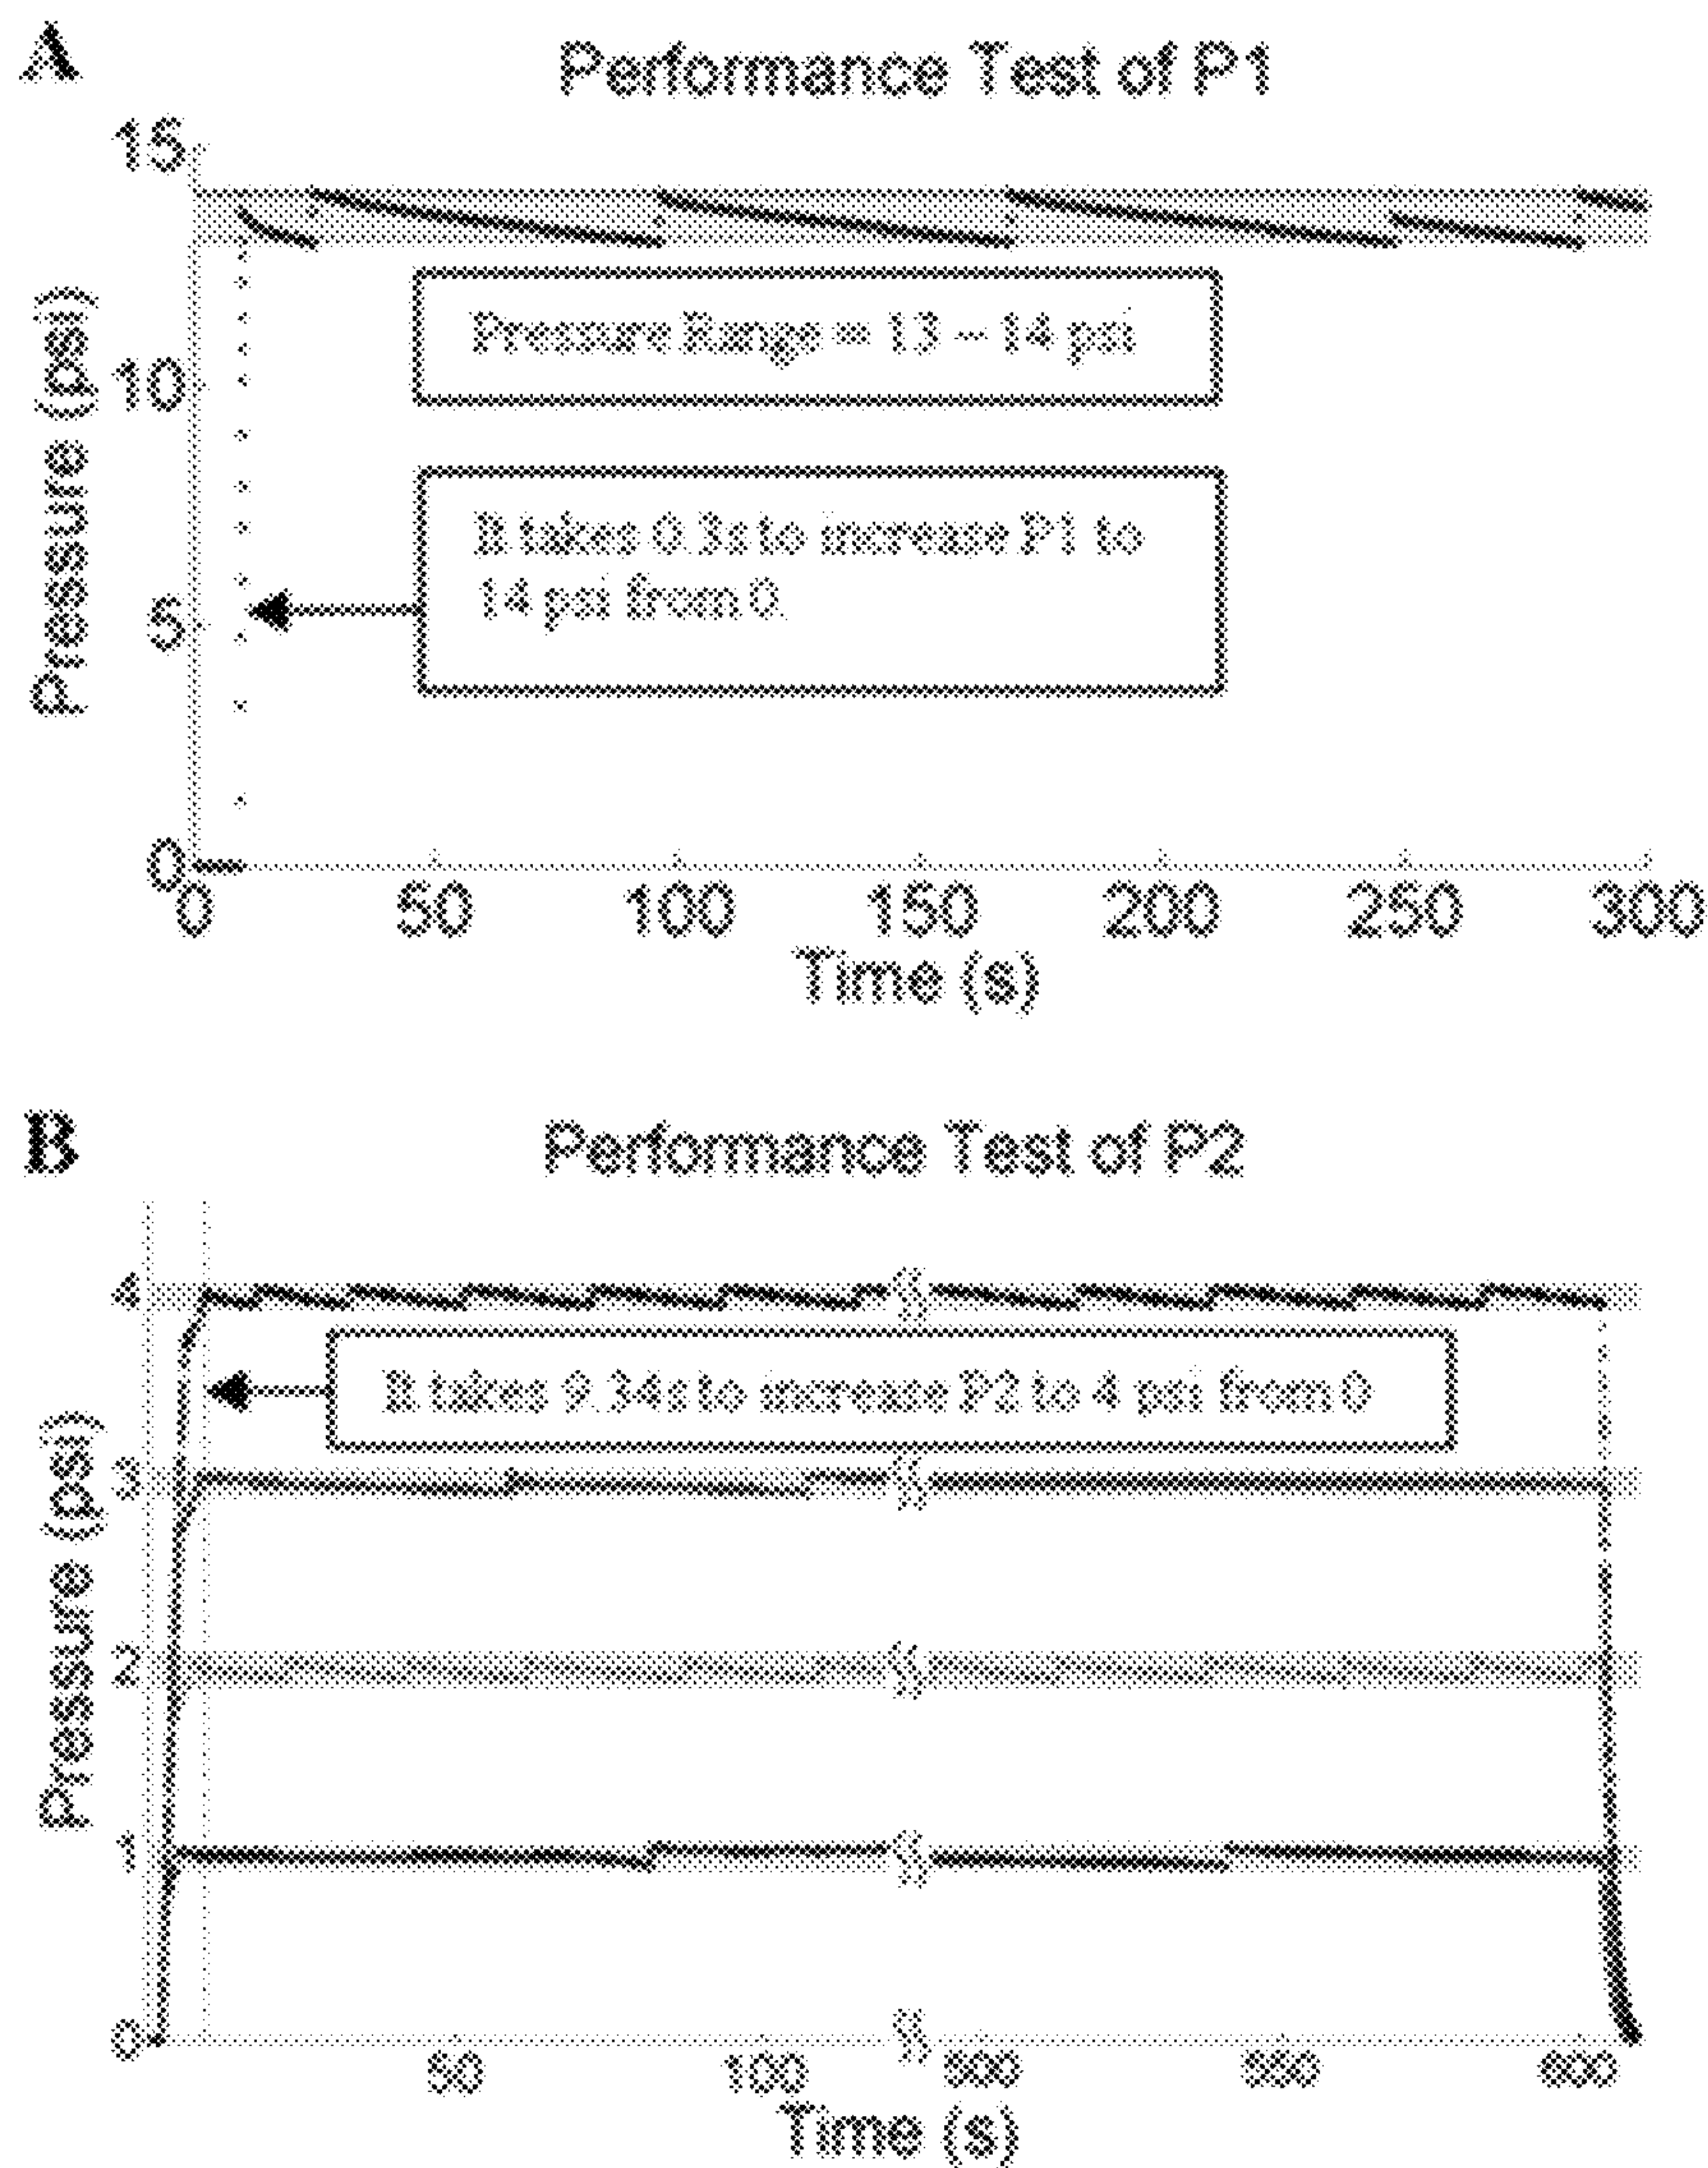 A
Performance Test of P1
15
10
5
0
Pressure (psi)
Pressure Range = 13 – 14 psi
It takes 0.3s to increase P1 to
14 psi from 0.
0 50 100 150 200 250 300
Time (s)
B
Performance Test of P2
4
3
2
1
0
Pressure (psi)
It takes 9.34s to increase P2 to 4 psi from 0
50 100 500 550 600
Time (s)